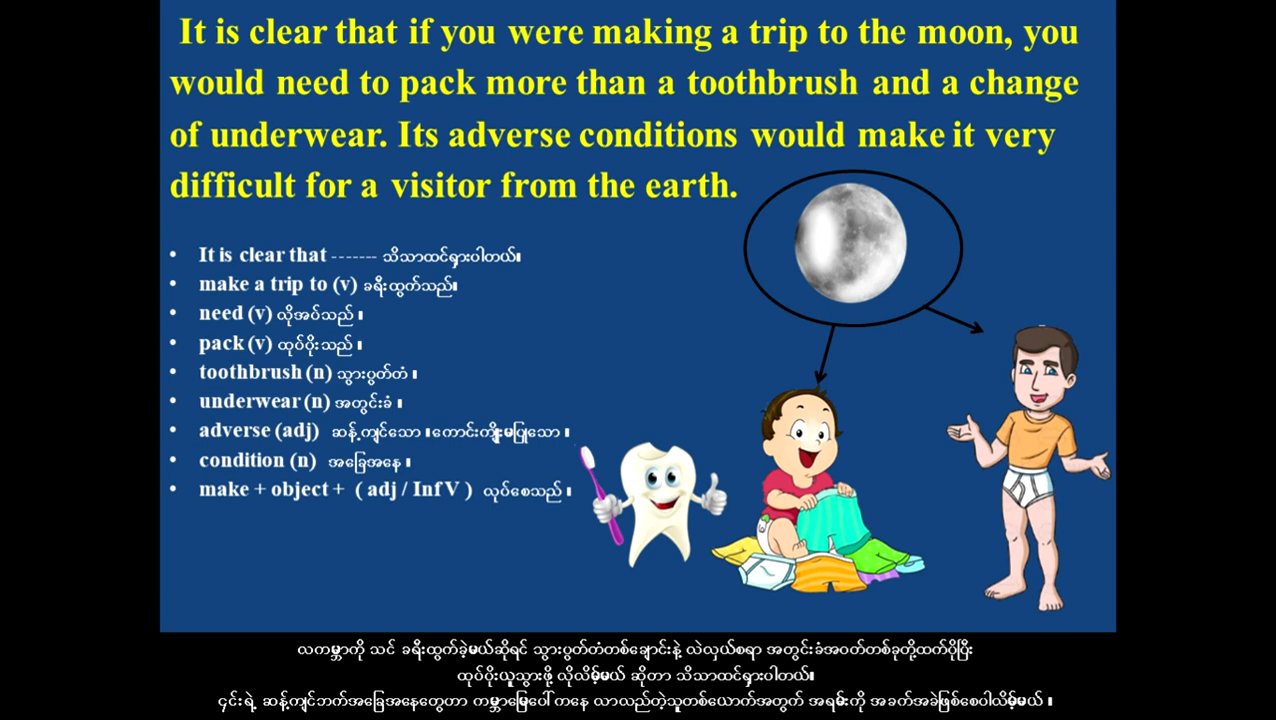 It is clear that if you were making a trip to the moon, you
would need to pack more than a toothbrush and a change
of underwear. Its adverse conditions would make it very
difficult for a visitor from the earth.
• It is clear that ------- သိသာထင်ရှားပါတယ်။
• make a trip to (v) ခရီးထွက်သည်။
• need (v) လိုအပ်သည် ။
• pack (v) ထုပ်ပိုးသည် ။
• toothbrush (n) သွားပွတ်တံ ။
• underwear (n) အတွင်းခံ ။
• adverse (adj) ဆန့်ကျင်သော ။ကောင်းကျိုးမပြုသော ။
• condition (n) အခြေအနေ ။
• make + object + ( adj / Inf V ) လုပ်စေသည် ။
လကမ္ဘာကို သင် ခရီးထွက်ခဲ့မယ်ဆိုရင် သွားပွတ်တံတစ်ချောင်းနဲ့ လဲလှယ်စရာ အတွင်းခံအဝတ်တစ်ခုတို့ထက်ပိုပြီး
ထုပ်ပိုးယူသွားဖို့ လိုလိမ့်မယ် ဆိုတာ သိသာထင်ရှားပါတယ်။
၄င်းရဲ့ ဆန့်ကျင်ဘက်အခြေအနေတွေဟာ ကမ္ဘာမြေပေါ် ကနေ လာလည်တဲ့သူတစ်ယောက်အတွက် အရမ်းကို အခက်အခဲဖြစ်စေပါလိမ့်မယ် ။